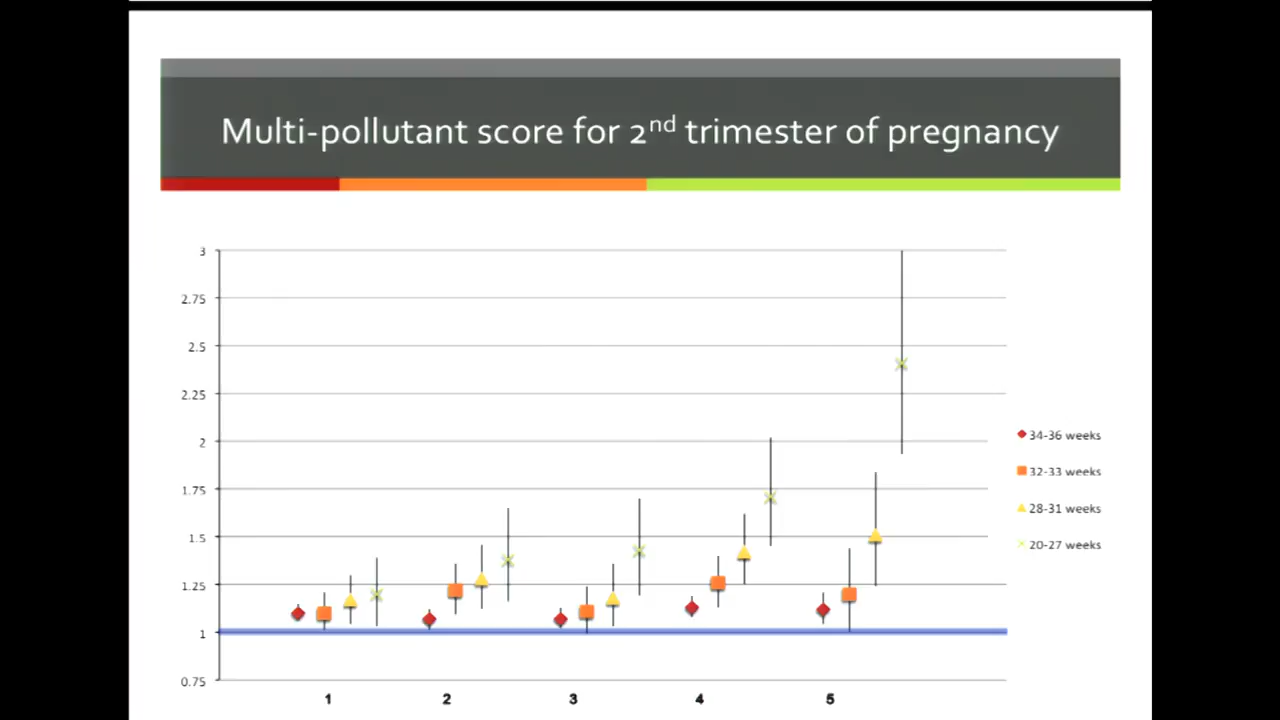 Multi-pollutant score for 2nd trimester of pregnancy
3
2.75
2.5
2.25
2
1.75
1.5
1.25
1
0.75
1 2 3 4 5
34-36 weeks
32-33 weeks
28-31 weeks
20-27 weeks